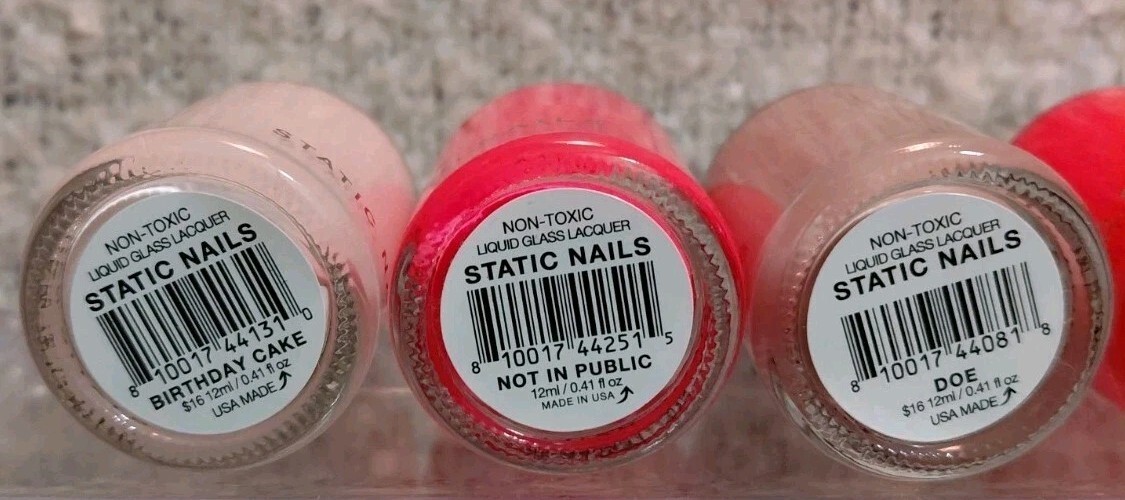 STATIC
NON-TOXIC
LIQUID GLASS LACQUER
STATIC NAILS
8 10017 44131 0
BIRTHDAY CAKE
$16 12ml / 0.41 fl oz
USA MADE
NON-TOXIC
LIQUID GLASS LACQUER
STATIC NAILS
8 10017 44251 5
NOT IN PUBLIC
12ml / 0.41 fl oz
MADE IN USA
NON-TOXIC
LIQUID GLASS LACQUER
STATIC NAILS
8 10017 44081 8
DOE
$16 12ml / 0.41 fl oz
USA MADE